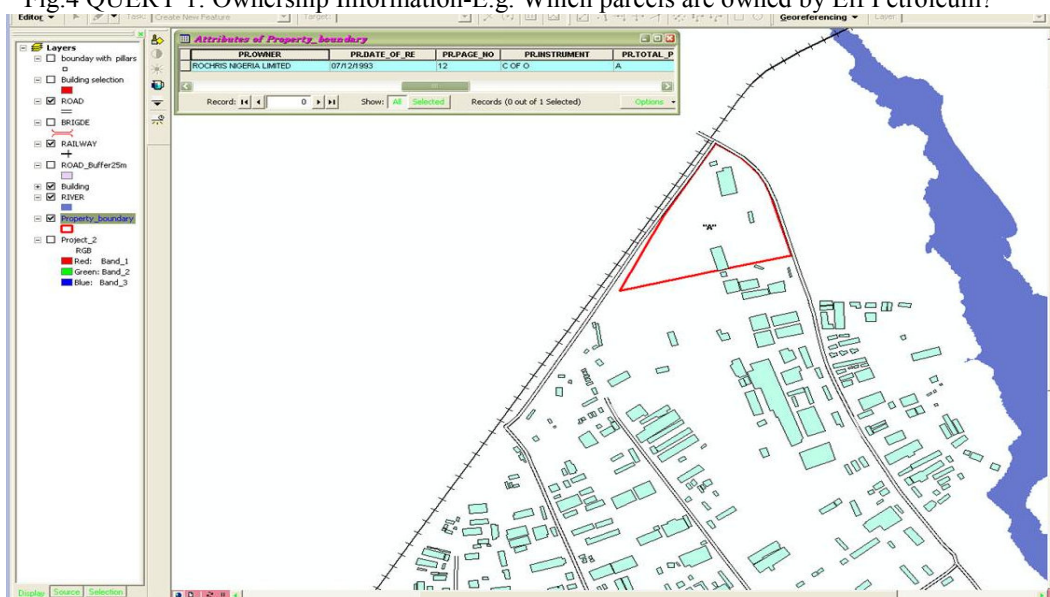 Fig.4 QUERY 1: Ownership Information-E.g. Which parcels are owned by Elf Petroleum?
Editor Task: Create New Feature Target: Georeferencing Layer:
Layers
bounday with pillars
Building selection
ROAD
BRIGDE
RAILWAY
ROAD_Buffer25m
Building
RIVER
Property_boundary
Project_2
RGB
Red: Band_1
Green: Band_2
Blue: Band_3
Display Source Selection
Attributes of Property_boundary
PR.OWNER PR.DATE_OF_RE PR.PAGE_NO PR.INSTRUMENT PR.TOTAL_P
ROCHRIS NIGERIA LIMITED 07/12/1993 12 C OF O A
Record: 0 Show: All Selected Records (0 out of 1 Selected) Options
"A"